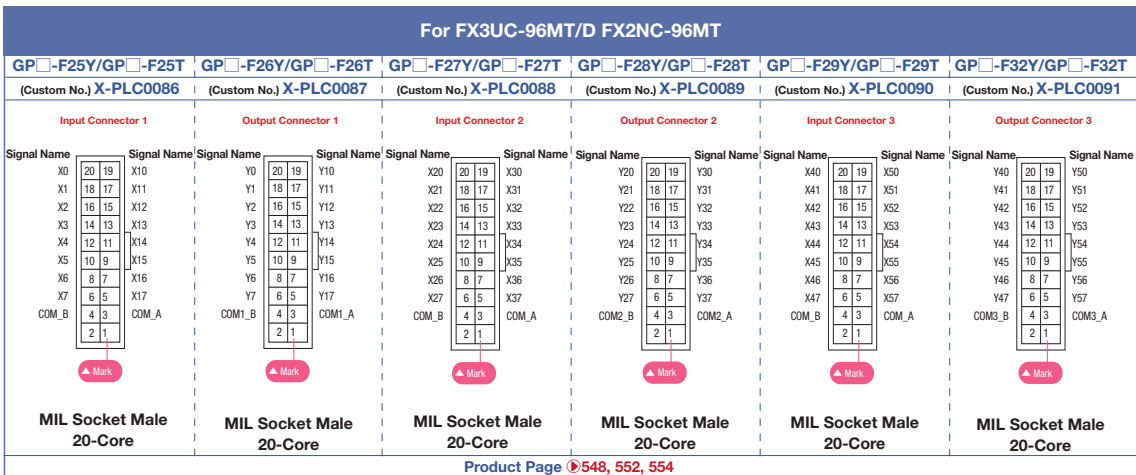 For FX3UC-96MT/D FX2NC-96MT
GP□-F25Y/GP□-F25T GP□-F26Y/GP□-F26T GP□-F27Y/GP□-F27T GP□-F28Y/GP□-F28T GP□-F29Y/GP□-F29T GP□-F32Y/GP□-F32T
(Custom No.) X-PLC0086 (Custom No.) X-PLC0087 (Custom No.) X-PLC0088 (Custom No.) X-PLC0089 (Custom No.) X-PLC0090 (Custom No.) X-PLC0091
Input Connector 1 Output Connector 1 Input Connector 2 Output Connector 2 Input Connector 3 Output Connector 3
Signal Name Signal Name Signal Name Signal Name Signal Name Signal Name Signal Name Signal Name Signal Name Signal Name Signal Name Signal Name
X0 20 19 X10 Y0 20 19 Y10 X20 20 19 X30 Y20 20 19 Y30 X40 20 19 X50 Y40 20 19 Y50
X1 18 17 X11 Y1 18 17 Y11 X21 18 17 X31 Y21 18 17 Y31 X41 18 17 X51 Y41 18 17 Y51
X2 16 15 X12 Y2 16 15 Y12 X22 16 15 X32 Y22 16 15 Y32 X42 16 15 X52 Y42 16 15 Y52
X3 14 13 X13 Y3 14 13 Y13 X23 14 13 X33 Y23 14 13 Y33 X43 14 13 X53 Y43 14 13 Y53
X4 12 11 X14 Y4 12 11 Y14 X24 12 11 X34 Y24 12 11 Y34 X44 12 11 X54 Y44 12 11 Y54
X5 10 9 X15 Y5 10 9 Y15 X25 10 9 X35 Y25 10 9 Y35 X45 10 9 X55 Y45 10 9 Y55
X6 8 7 X16 Y6 8 7 Y16 X26 8 7 X36 Y26 8 7 Y36 X46 8 7 X56 Y46 8 7 Y56
X7 6 5 X17 Y7 6 5 Y17 X27 6 5 X37 Y27 6 5 Y37 X47 6 5 X57 Y47 6 5 Y57
COM_B 4 3 COM_A COM1_B 4 3 COM1_A COM_B 4 3 COM_A COM2_B 4 3 COM2_A COM_B 4 3 COM_A COM3_B 4 3 COM3_A
2 1 2 1 2 1 2 1 2 1 2 1
▲ Mark ▲ Mark ▲ Mark ▲ Mark ▲ Mark ▲ Mark
MIL Socket Male MIL Socket Male MIL Socket Male MIL Socket Male MIL Socket Male MIL Socket Male
20-Core 20-Core 20-Core 20-Core 20-Core 20-Core
Product Page 548, 552, 554